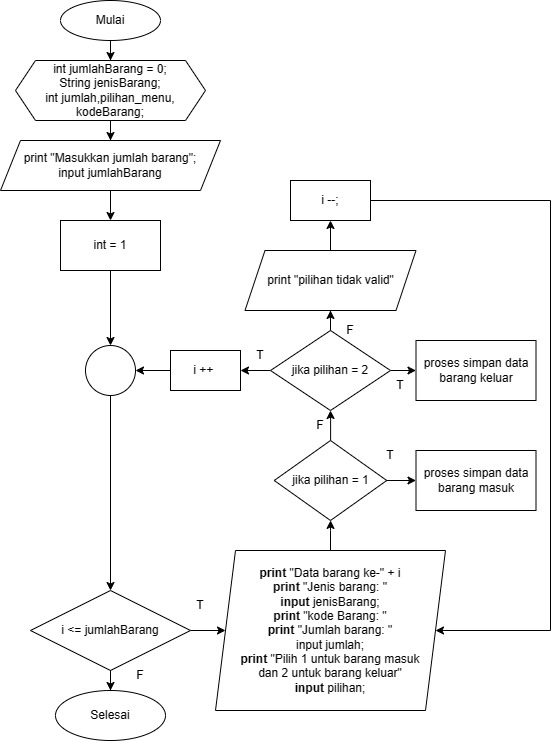 Mulai
int jumlahBarang = 0;
String jenisBarang;
int jumlah,pilihan_menu,
kodeBarang;
print "Masukkan jumlah barang";
input jumlahBarang
int = 1
i --;
print "pilihan tidak valid"
F
T
i ++
jika pilihan = 2
T
proses simpan data
barang keluar
F
T
jika pilihan = 1
proses simpan data
barang masuk
print "Data barang ke-" + i
print "Jenis barang: "
input jenisBarang;
print "kode Barang: "
print "Jumlah barang: "
input jumlah;
print "Pilih 1 untuk barang masuk
dan 2 untuk barang keluar"
input pilihan;
T
i <= jumlahBarang
F
Selesai